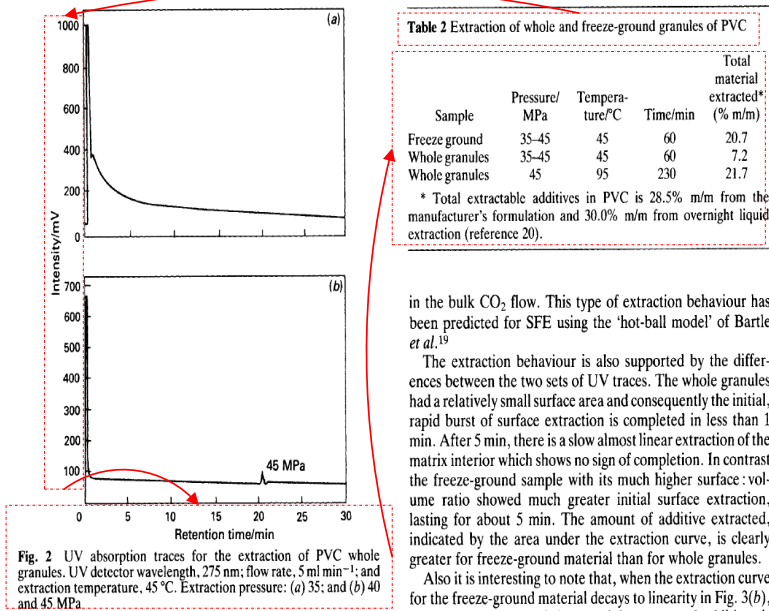 (a)
1000
800
600
400
200
0
Intensity/mV
(b)
700
600
500
400
300
200
100
45 MPa
0 5 10 15 20 25 30
Retention time/min
Fig. 2 UV absorption traces for the extraction of PVC whole
granules. UV detector wavelength, 275 nm; flow rate, 5 ml min⁻¹; and
extraction temperature, 45 °C. Extraction pressure: (a) 35; and (b) 40
and 45 MPa
Table 2 Extraction of whole and freeze-ground granules of PVC
Total
material
Pressure/ Tempera- extracted*
Sample MPa ture/°C Time/min (% m/m)
Freeze ground 35–45 45 60 20.7
Whole granules 35–45 45 60 7.2
Whole granules 45 95 230 21.7
* Total extractable additives in PVC is 28.5% m/m from the
manufacturer's formulation and 30.0% m/m from overnight liquid
extraction (reference 20).
in the bulk CO₂ flow. This type of extraction behaviour has
been predicted for SFE using the 'hot-ball model' of Bartle
et al.¹⁹
The extraction behaviour is also supported by the differ-
ences between the two sets of UV traces. The whole granules
had a relatively small surface area and consequently the initial,
rapid burst of surface extraction is completed in less than 1
min. After 5 min, there is a slow almost linear extraction of the
matrix interior which shows no sign of completion. In contrast
the freeze-ground sample with its much higher surface : vol-
ume ratio showed much greater initial surface extraction,
lasting for about 5 min. The amount of additive extracted,
indicated by the area under the extraction curve, is clearly
greater for freeze-ground material than for whole granules.
Also it is interesting to note that, when the extraction curve
for the freeze-ground material decays to linearity in Fig. 3(b),